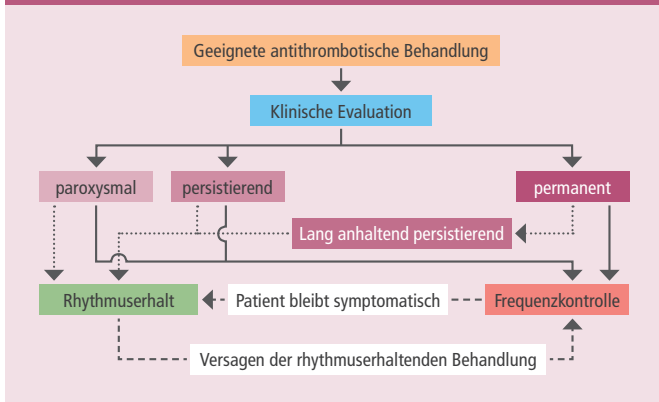 Geeignete antithrombotische Behandlung
Klinische Evaluation
paroxysmal
persistierend
permanent
Lang anhaltend persistierend
Rhythmuserhalt
Patient bleibt symptomatisch
Frequenzkontrolle
Versagen der rhythmuserhaltenden Behandlung